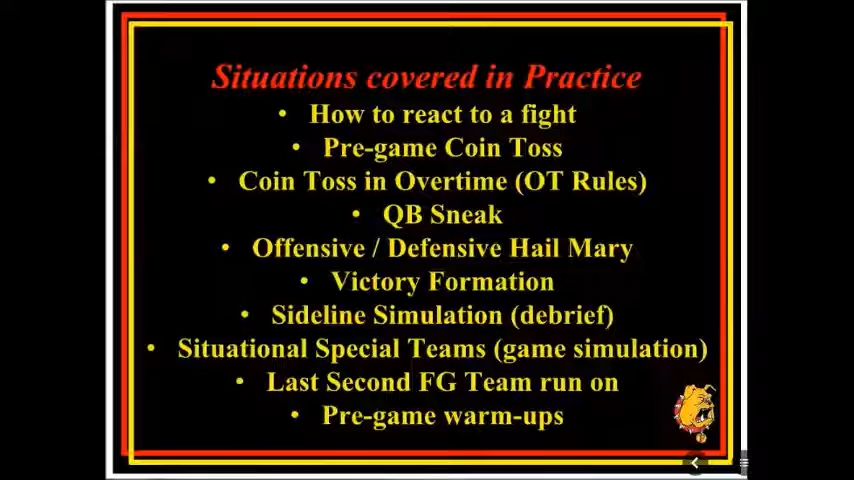 Situations covered in Practice
• How to react to a fight
• Pre-game Coin Toss
• Coin Toss in Overtime (OT Rules)
• QB Sneak
• Offensive / Defensive Hail Mary
• Victory Formation
• Sideline Simulation (debrief)
• Situational Special Teams (game simulation)
• Last Second FG Team run on
• Pre-game warm-ups